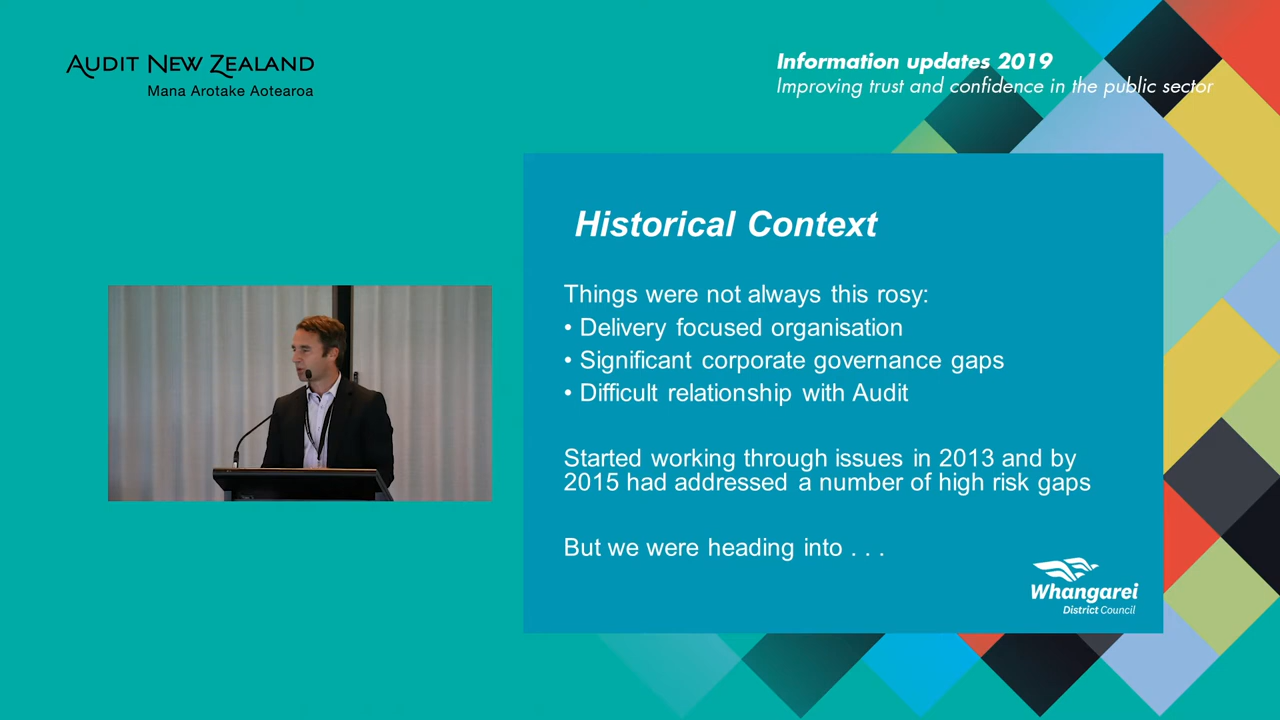 AUDIT NEW ZEALAND
Mana Arotake Aotearoa
Information updates 2019
Improving trust and confidence in the public sector
Historical Context
Things were not always this rosy:
• Delivery focused organisation
• Significant corporate governance gaps
• Difficult relationship with Audit
Started working through issues in 2013 and by
2015 had addressed a number of high risk gaps
But we were heading into . . .
Whangarei
District Council